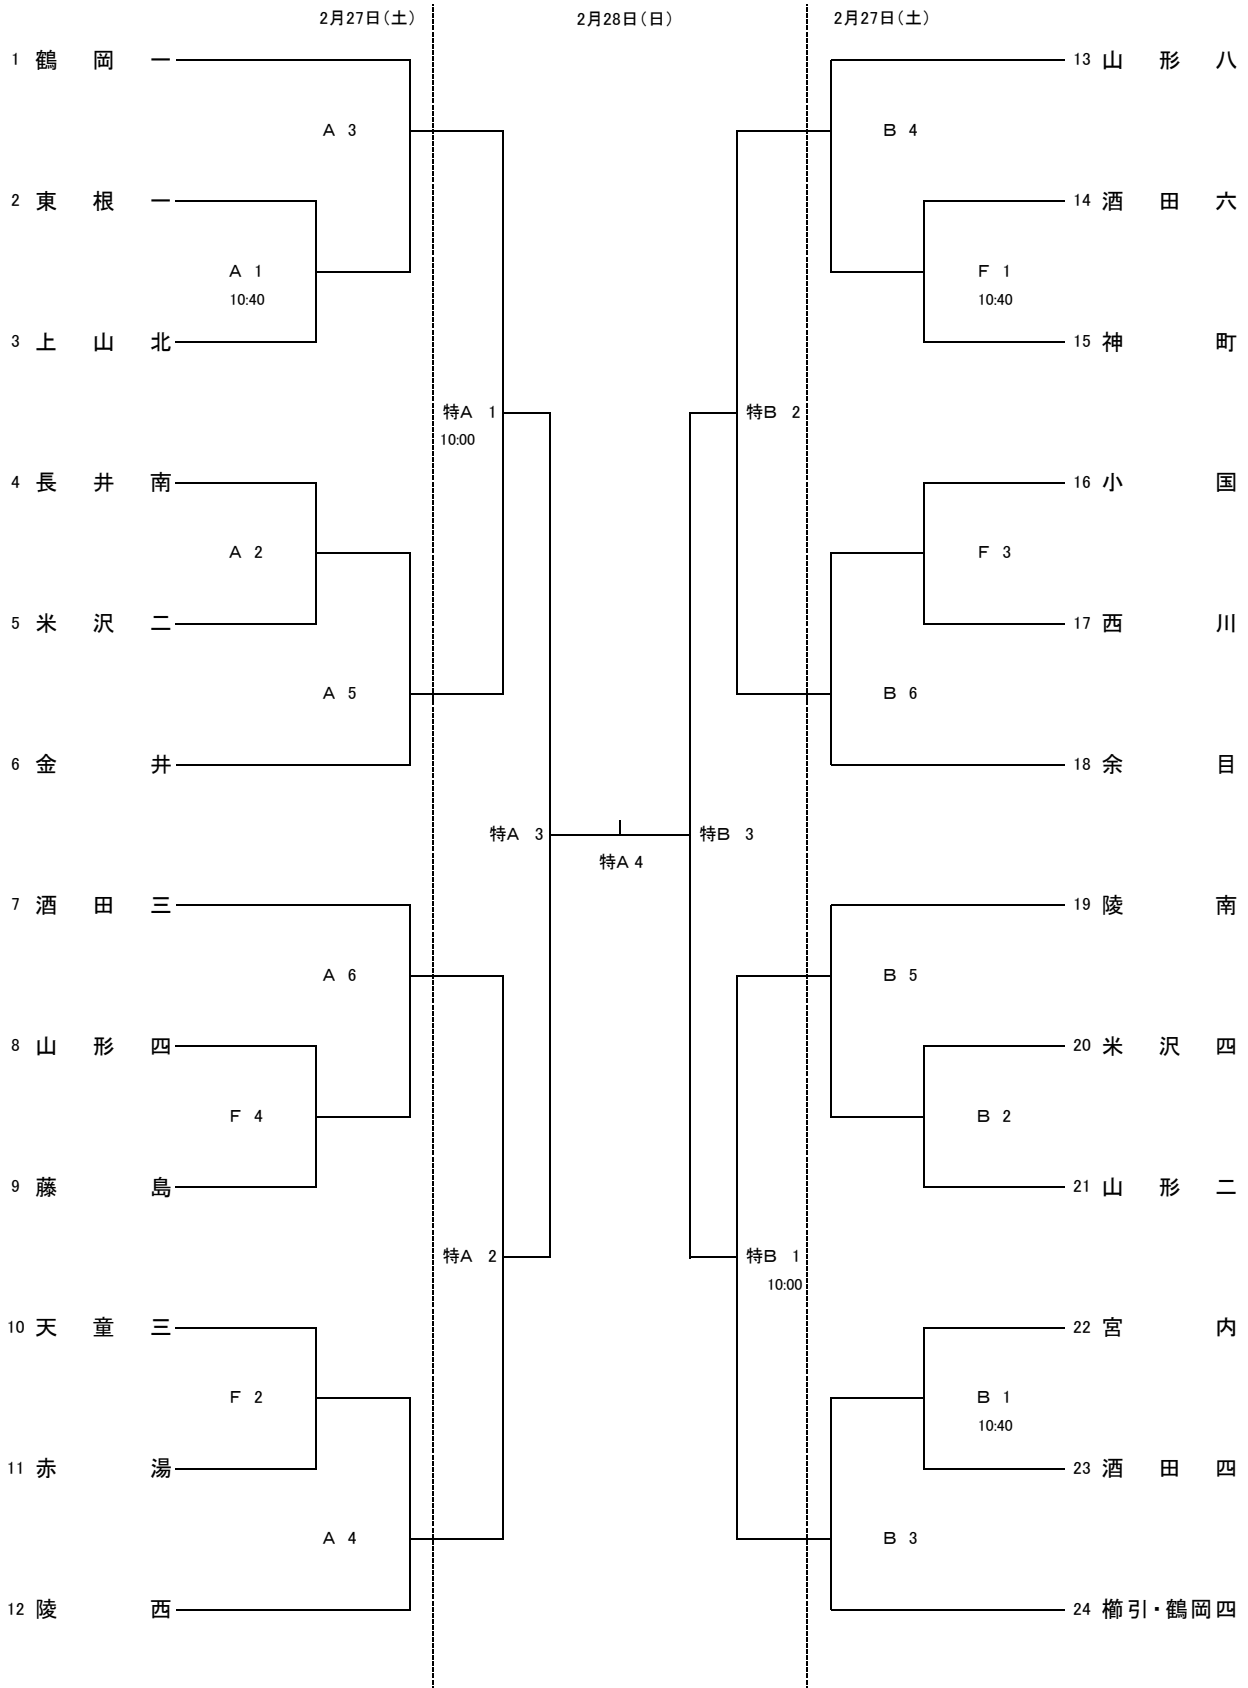 2月27日（土） 2月28日（日） 2月27日（土）
1 鶴岡一 13 山形八
A 3 B 4
2 東根一 14 酒田六
A 1 F 1
10:40 10:40
3 上山北 15 神町
特A 1 特B 2
10:00
4 長井南 16 小国
A 2 F 3
5 米沢二 17 西川
A 5 B 6
6 金井 18 余目
特A 3 特B 3
特A 4
7 酒田三 19 陵南
A 6 B 5
8 山形四 20 米沢四
F 4 B 2
9 藤島 21 山形二
特A 2 特B 1
10:00
10 天童三 22 宮内
F 2 B 1
10:40
11 赤湯 23 酒田四
A 4 B 3
12 陵西 24 櫛引・鶴岡四